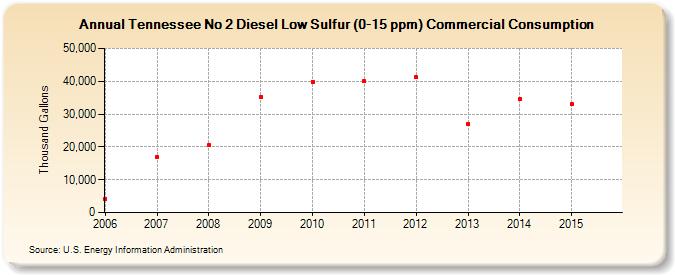 Annual Tennessee No 2 Diesel Low Sulfur (0-15 ppm) Commercial Consumption
Thousand Gallons
50,000
40,000
30,000
20,000
10,000
0
2006 2007 2008 2009 2010 2011 2012 2013 2014 2015
Source: U.S. Energy Information Administration